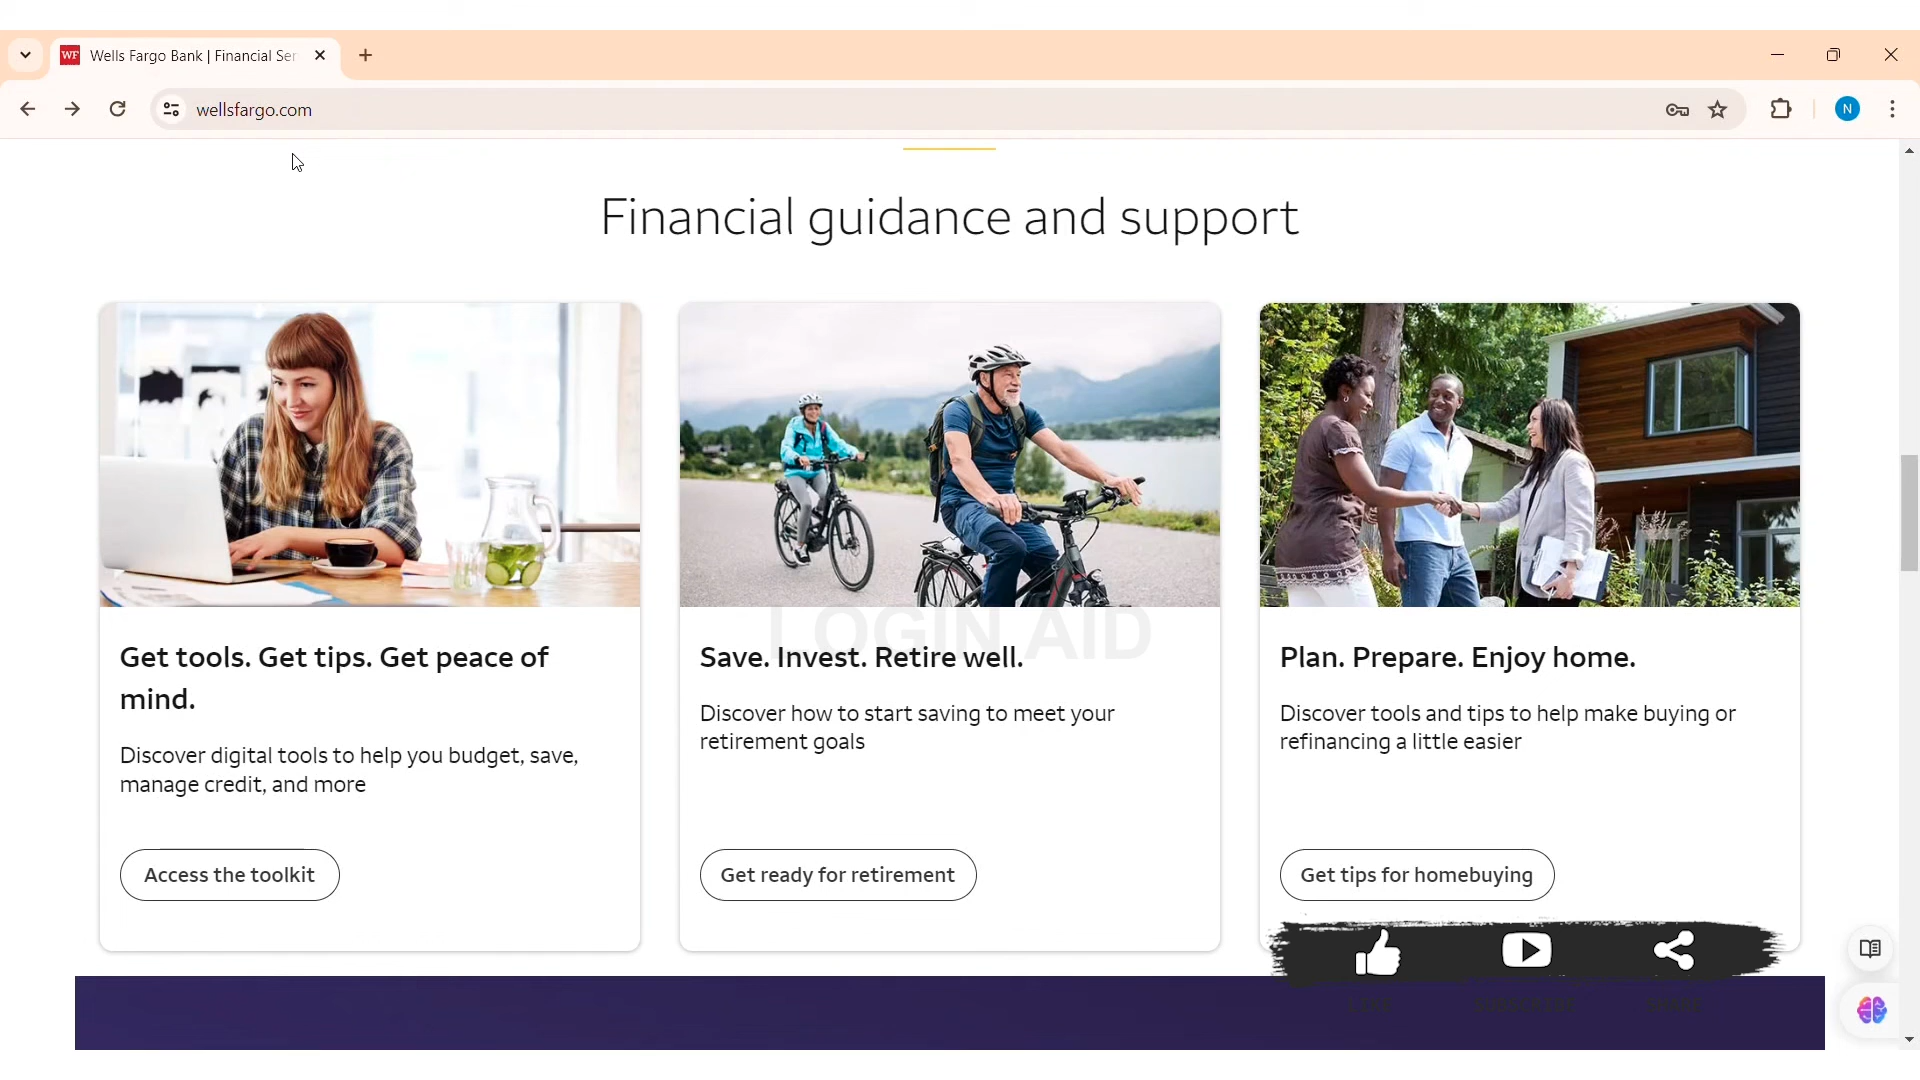 WF Wells Fargo Bank | Financial Ser
wellsfargo.com
N
Financial guidance and support
LOGIN AID
Get tools. Get tips. Get peace of
mind.
Discover digital tools to help you budget, save,
manage credit, and more
Access the toolkit
Save. Invest. Retire well.
Discover how to start saving to meet your
retirement goals
Get ready for retirement
Plan. Prepare. Enjoy home.
Discover tools and tips to help make buying or
refinancing a little easier
Get tips for homebuying